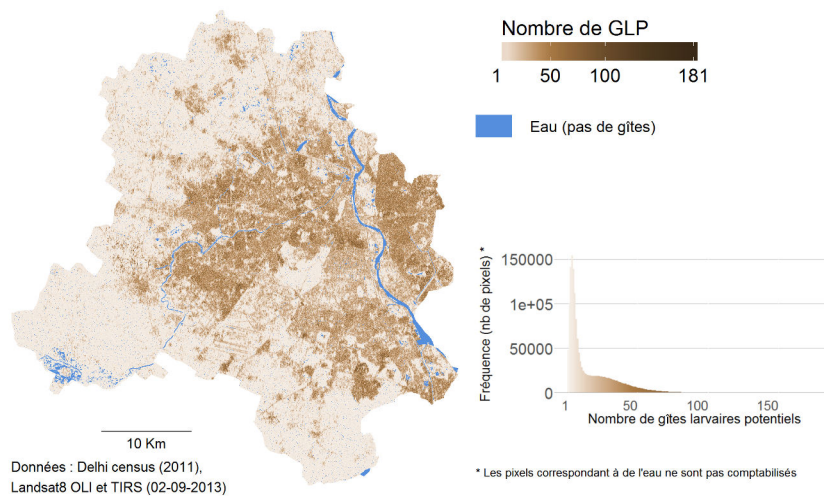 Nombre de GLP
1 50 100 181
Eau (pas de gîtes)
Fréquence (nb de pixels) *
150000
1e+05
50000
0
1 50 100 150
Nombre de gîtes larvaires potentiels
10 Km
Données : Delhi census (2011),
Landsat8 OLI et TIRS (02-09-2013)
* Les pixels correspondant à de l'eau ne sont pas comptabilisés